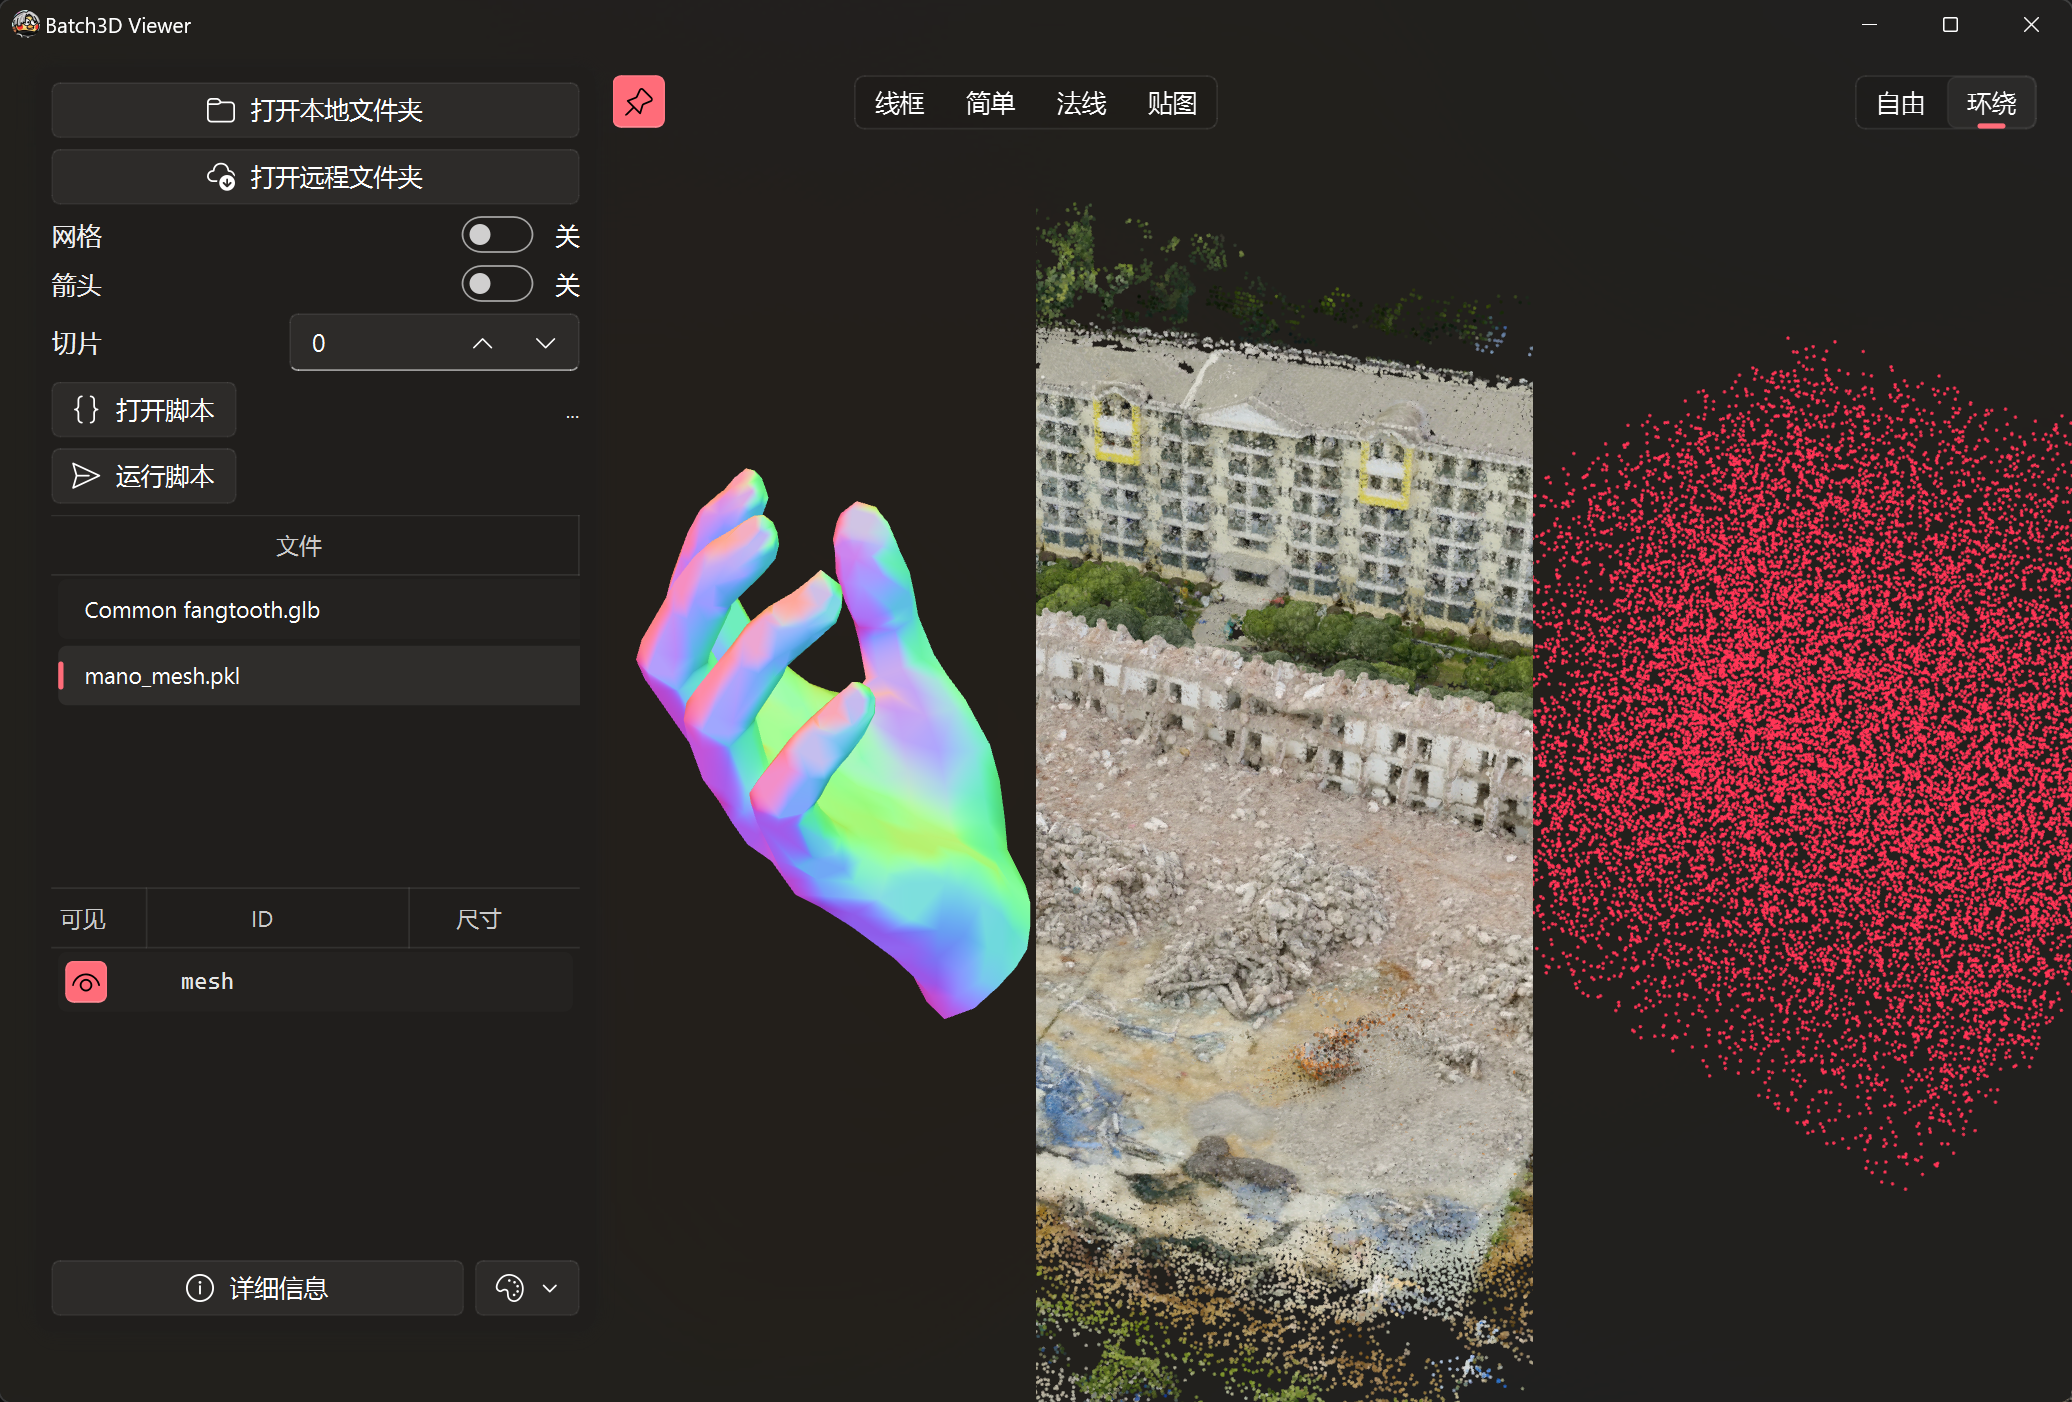 Batch3D Viewer
打开本地文件夹
打开远程文件夹
网格 关
箭头 关
切片 0
打开脚本 ...
运行脚本
文件
Common fangtooth.glb
mano_mesh.pkl
可见 ID 尺寸
mesh
详细信息
线框 简单 法线 贴图
自由 环绕